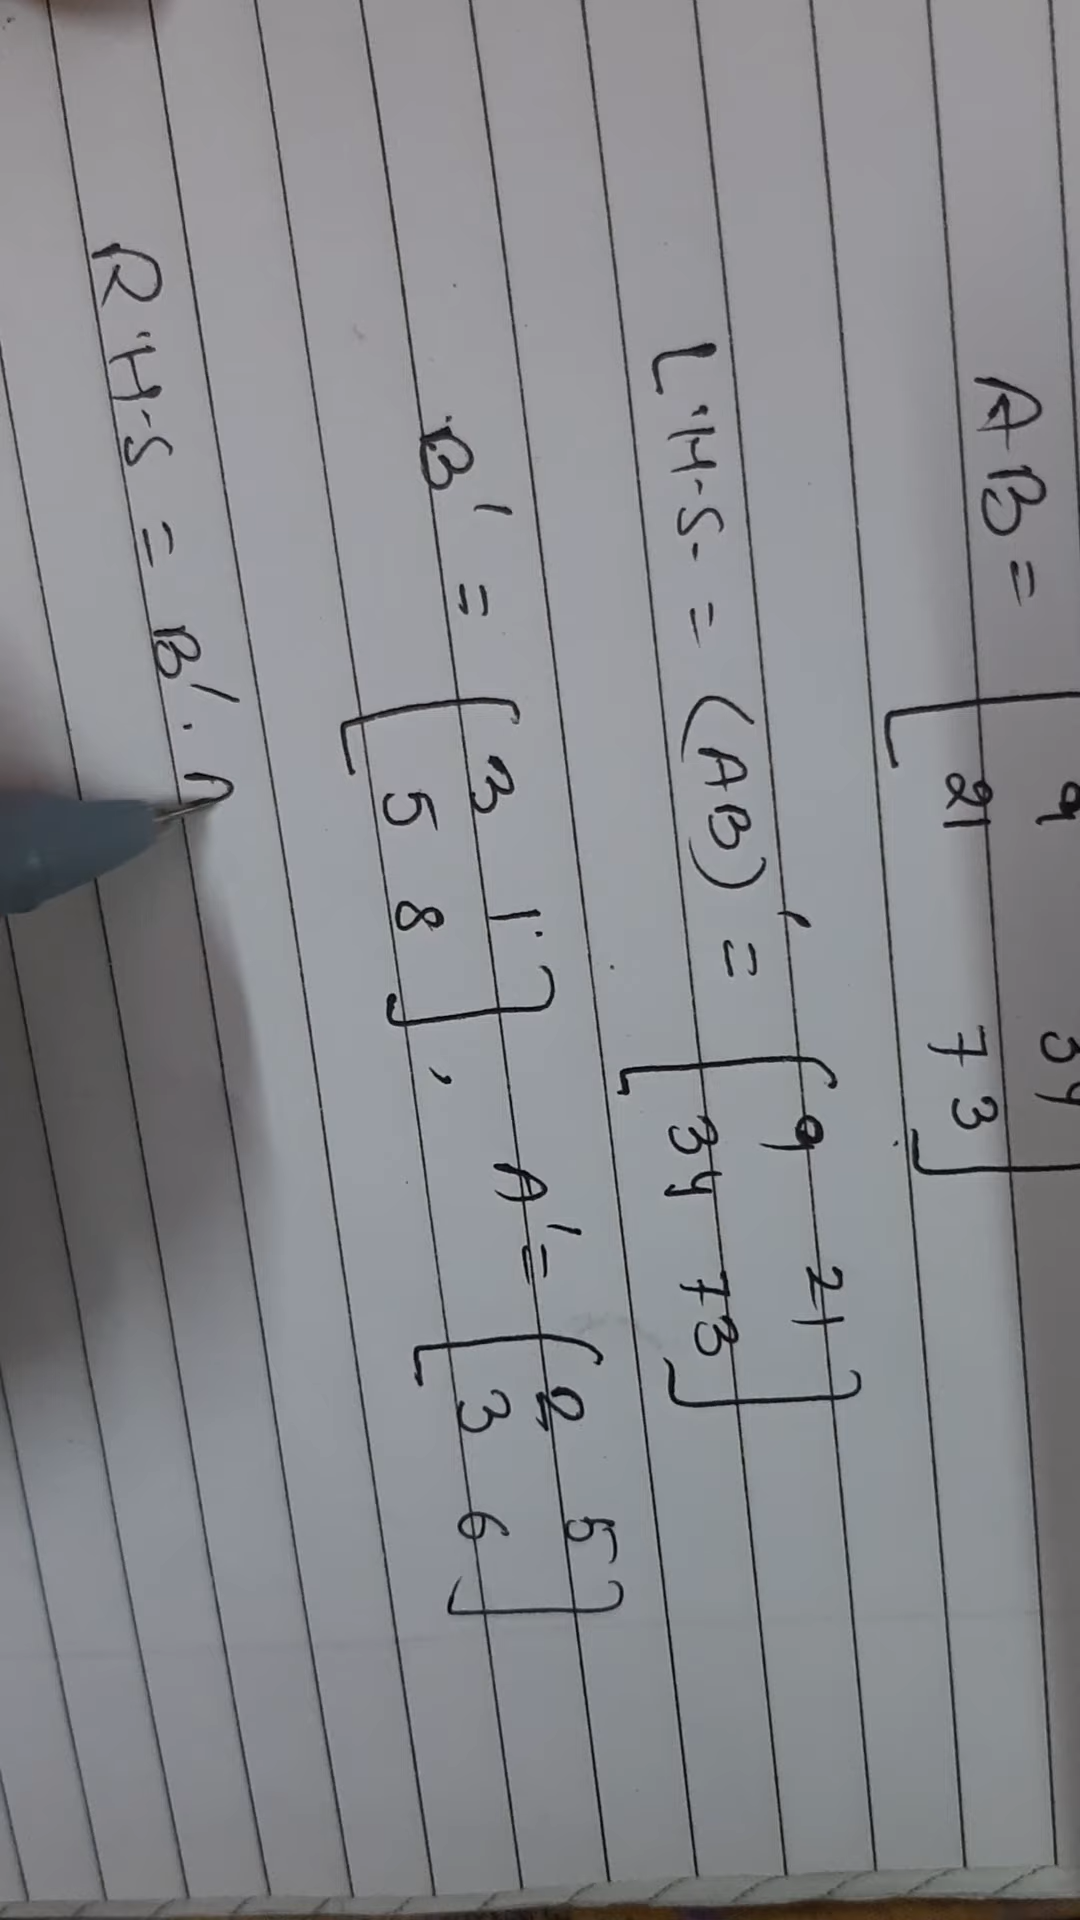 AB = [ 9 34
21 73 ]
L.H.S. = (AB)' = [ 9 21
34 73 ]
B' = [ 3 1
5 8 ] , A' = [ 2 5
3 6 ]
R.H.S = B' .